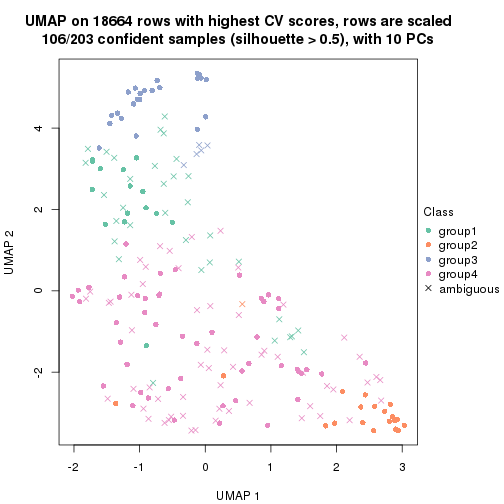 UMAP on 18664 rows with highest CV scores, rows are scaled
106/203 confident samples (silhouette > 0.5), with 10 PCs
4
2
0
-2
UMAP 2
-2
-1
0
1
2
3
UMAP 1
Class
group1
group2
group3
group4
ambiguous